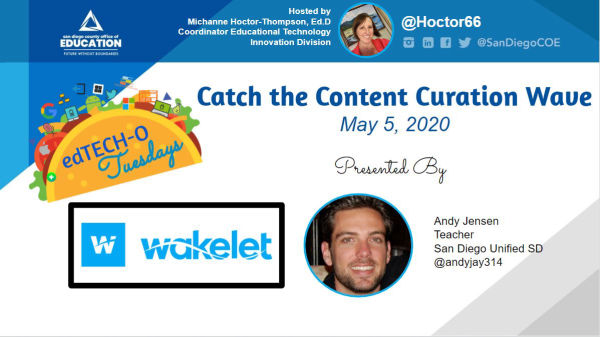 san diego county office of
EDUCATION
FUTURE WITHOUT BOUNDARIES
Hosted by
Michanne Hoctor-Thompson, Ed.D
Coordinator Educational Technology
Innovation Division
@Hoctor66
@SanDiegoCOE
Catch the Content Curation Wave
May 5, 2020
edTECH-O
Tuesdays
Presented By
W wakelet
Andy Jensen
Teacher
San Diego Unified SD
@andyjay314